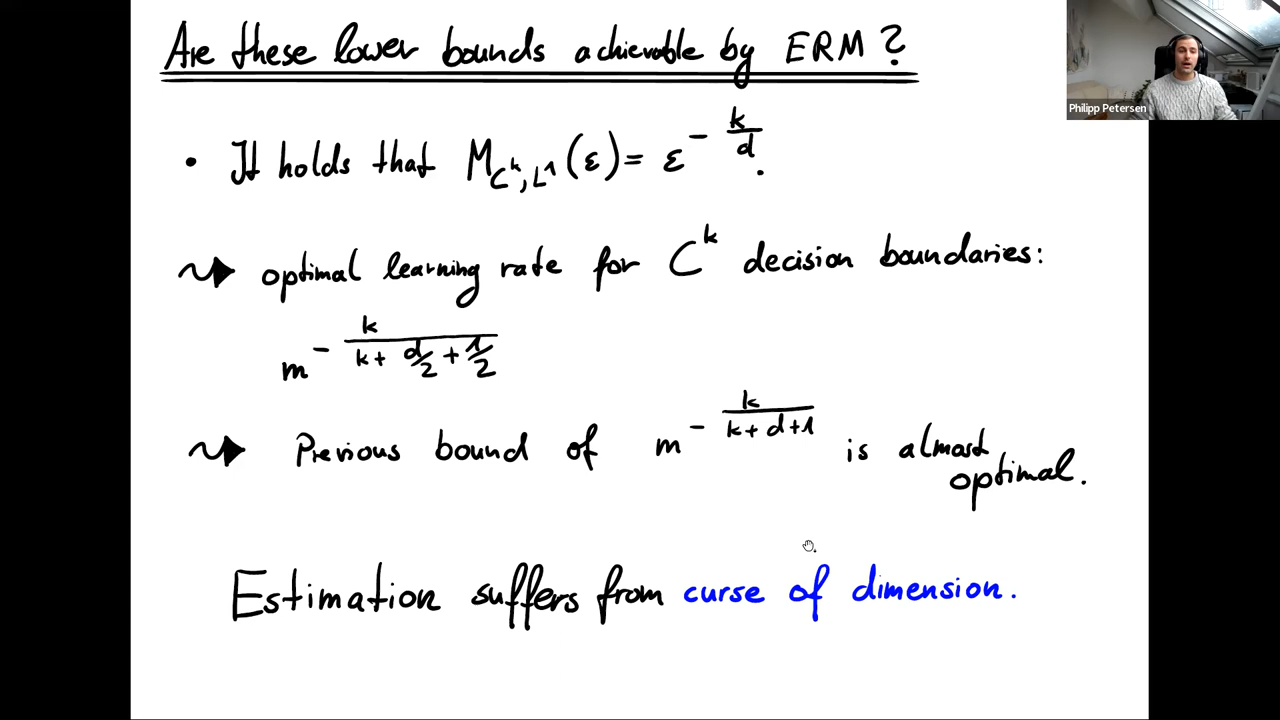 Are these lower bounds achievable by ERM?
Philipp Petersen
• It holds that M_{C^k, L^1}(ε) = ε^{-k/d}.
⇝ optimal learning rate for C^k decision boundaries:
m^{-k/(k + d/2 + 1/2)}
⇝ Previous bound of m^{-k/(k+d+1)} is almost
optimal.
Estimation suffers from curse of dimension.